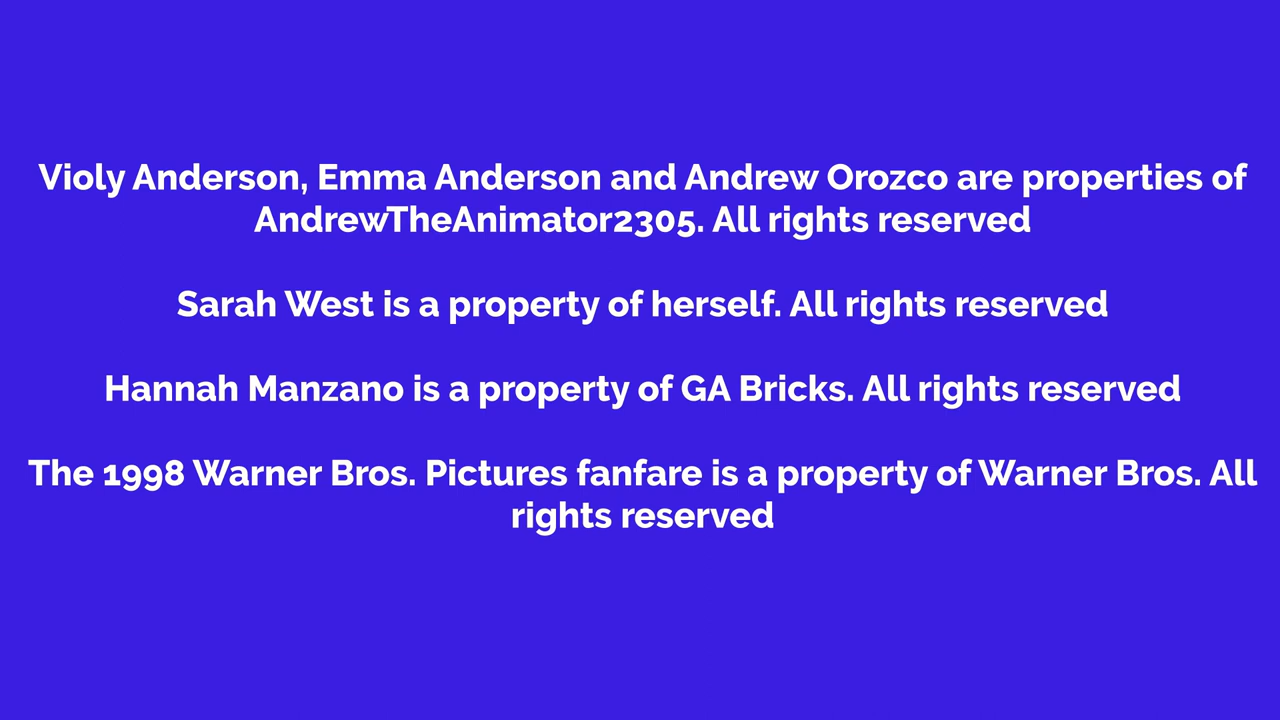 Violy Anderson, Emma Anderson and Andrew Orozco are properties of
AndrewTheAnimator2305. All rights reserved
Sarah West is a property of herself. All rights reserved
Hannah Manzano is a property of GA Bricks. All rights reserved
The 1998 Warner Bros. Pictures fanfare is a property of Warner Bros. All
rights reserved